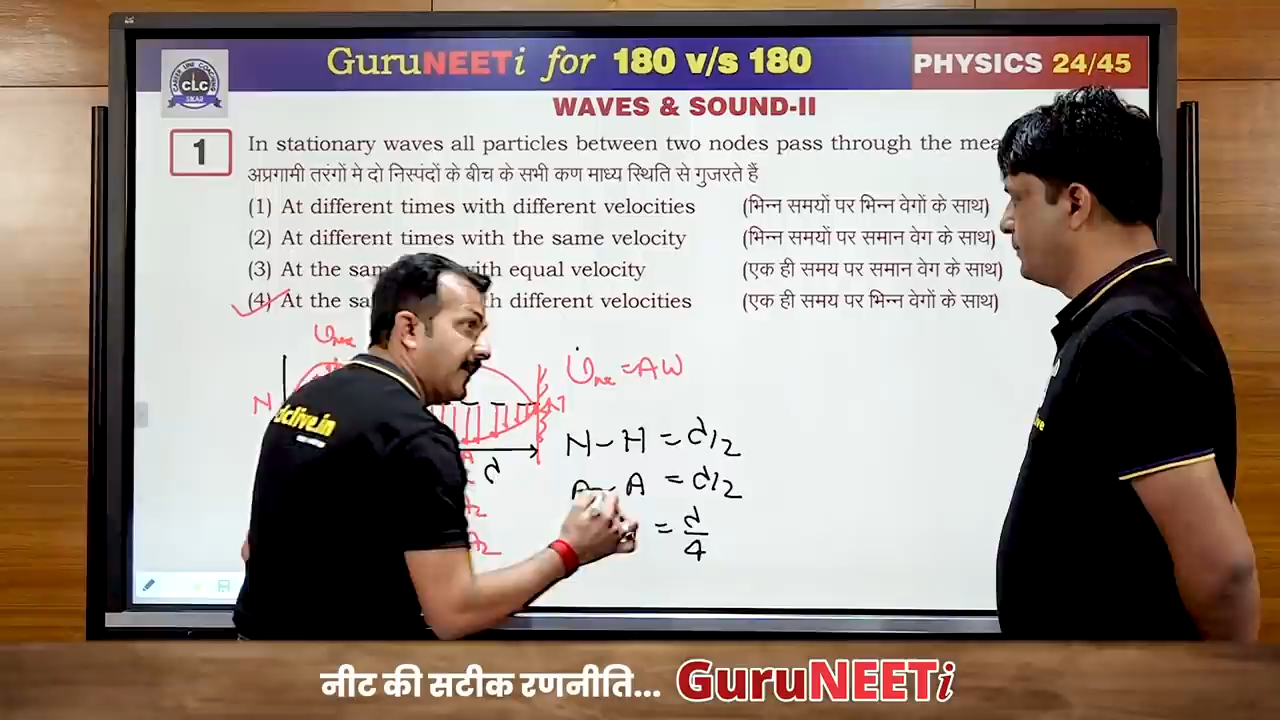 GuruNEETi for 180 v/s 180
PHYSICS 24/45
CLC
SIKAR
WAVES & SOUND-II
1
In stationary waves all particles between two nodes pass through the mea
अप्रगामी तरंगों मे दो निस्पंदों के बीच के सभी कण माध्य स्थिति से गुजरते हैं
(1) At different times with different velocities (भिन्न समयों पर भिन्न वेगों के साथ)
(2) At different times with the same velocity (भिन्न समयों पर समान वेग के साथ)
(3) At the sam with equal velocity (एक ही समय पर समान वेग के साथ)
(4) At the sa h different velocities (एक ही समय पर भिन्न वेगों के साथ)
N
= Aω
N - N = λ/2
A - A = λ/2
= λ/4
clclive.in
नीट की सटीक रणनीति... GuruNEETi